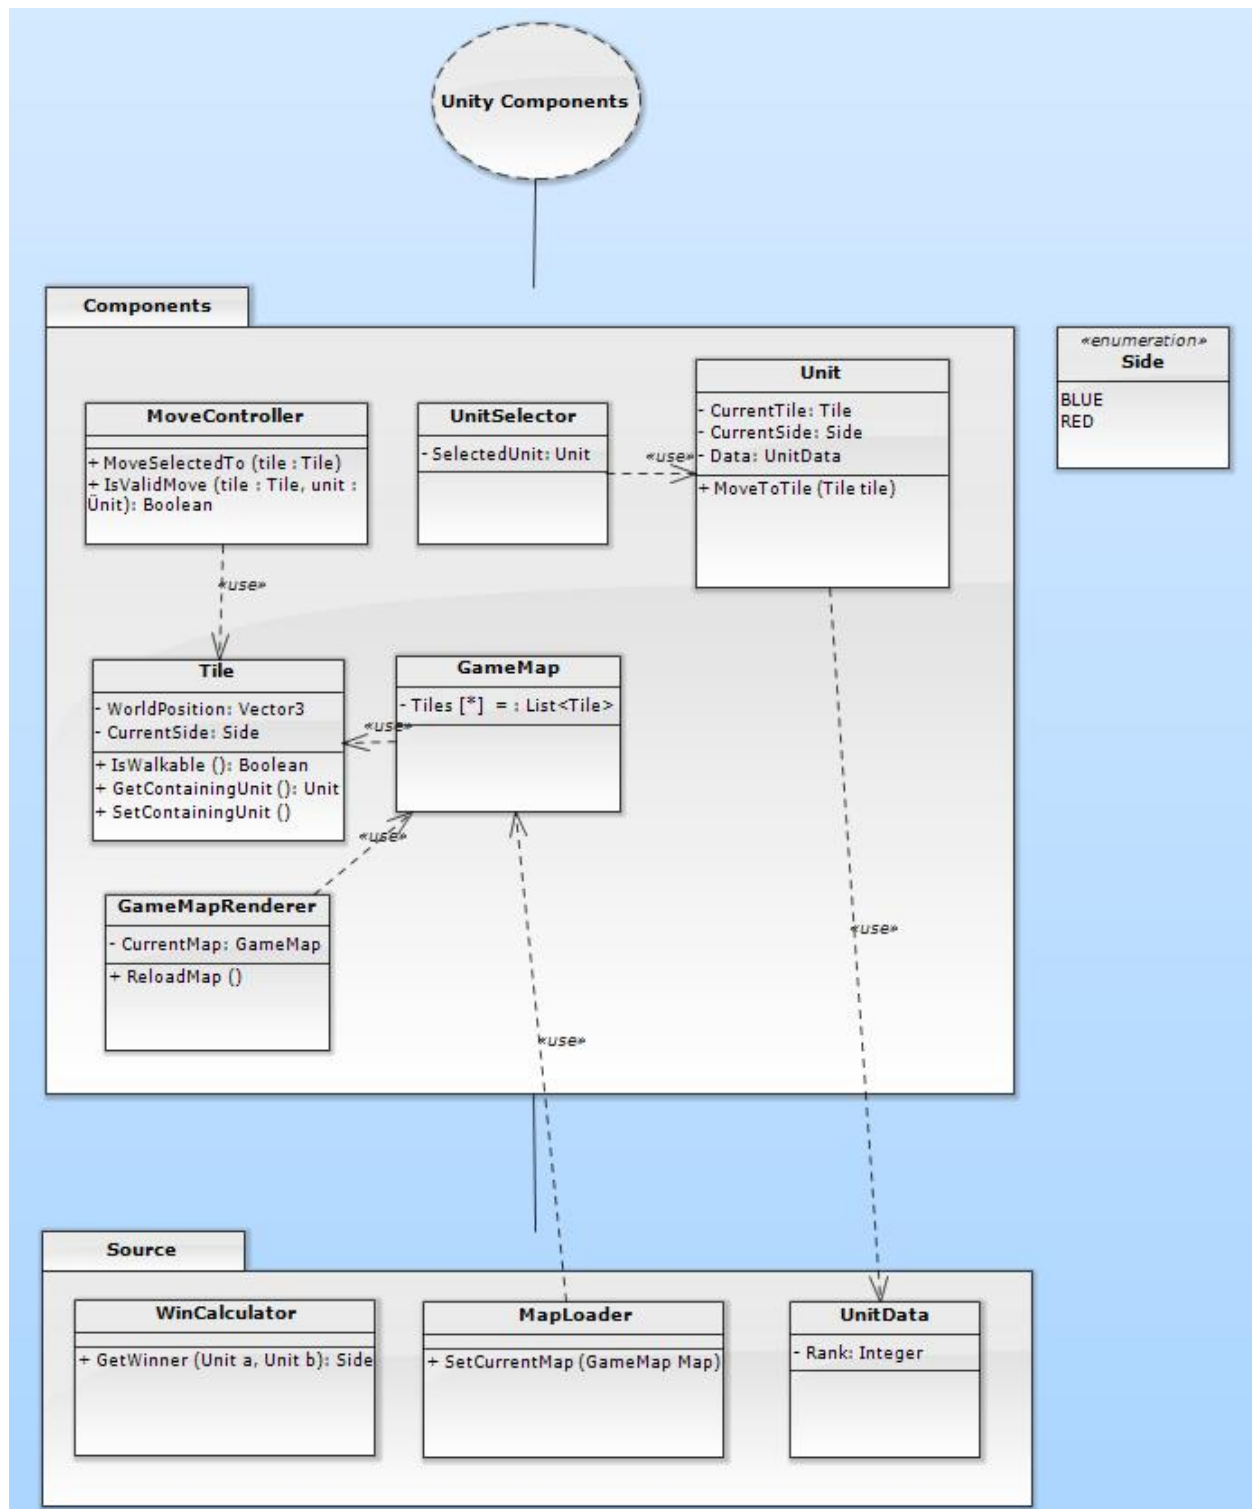 Unity Components
Components
«enumeration»
Side
BLUE
RED
MoveController
+ MoveSelectedTo (tile : Tile)
+ IsValidMove (tile : Tile, unit :
Unit): Boolean
UnitSelector
- SelectedUnit: Unit
«use»
Unit
- CurrentTile: Tile
- CurrentSide: Side
- Data: UnitData
+ MoveToTile (Tile tile)
«use»
Tile
- WorldPosition: Vector3
- CurrentSide: Side
+ IsWalkable (): Boolean
+ GetContainingUnit (): Unit
+ SetContainingUnit ()
«use»
GameMap
- Tiles [*] = : List<Tile>
«use»
GameMapRenderer
- CurrentMap: GameMap
+ ReloadMap ()
«use»
«use»
Source
WinCalculator
+ GetWinner (Unit a, Unit b): Side
MapLoader
+ SetCurrentMap (GameMap Map)
UnitData
- Rank: Integer